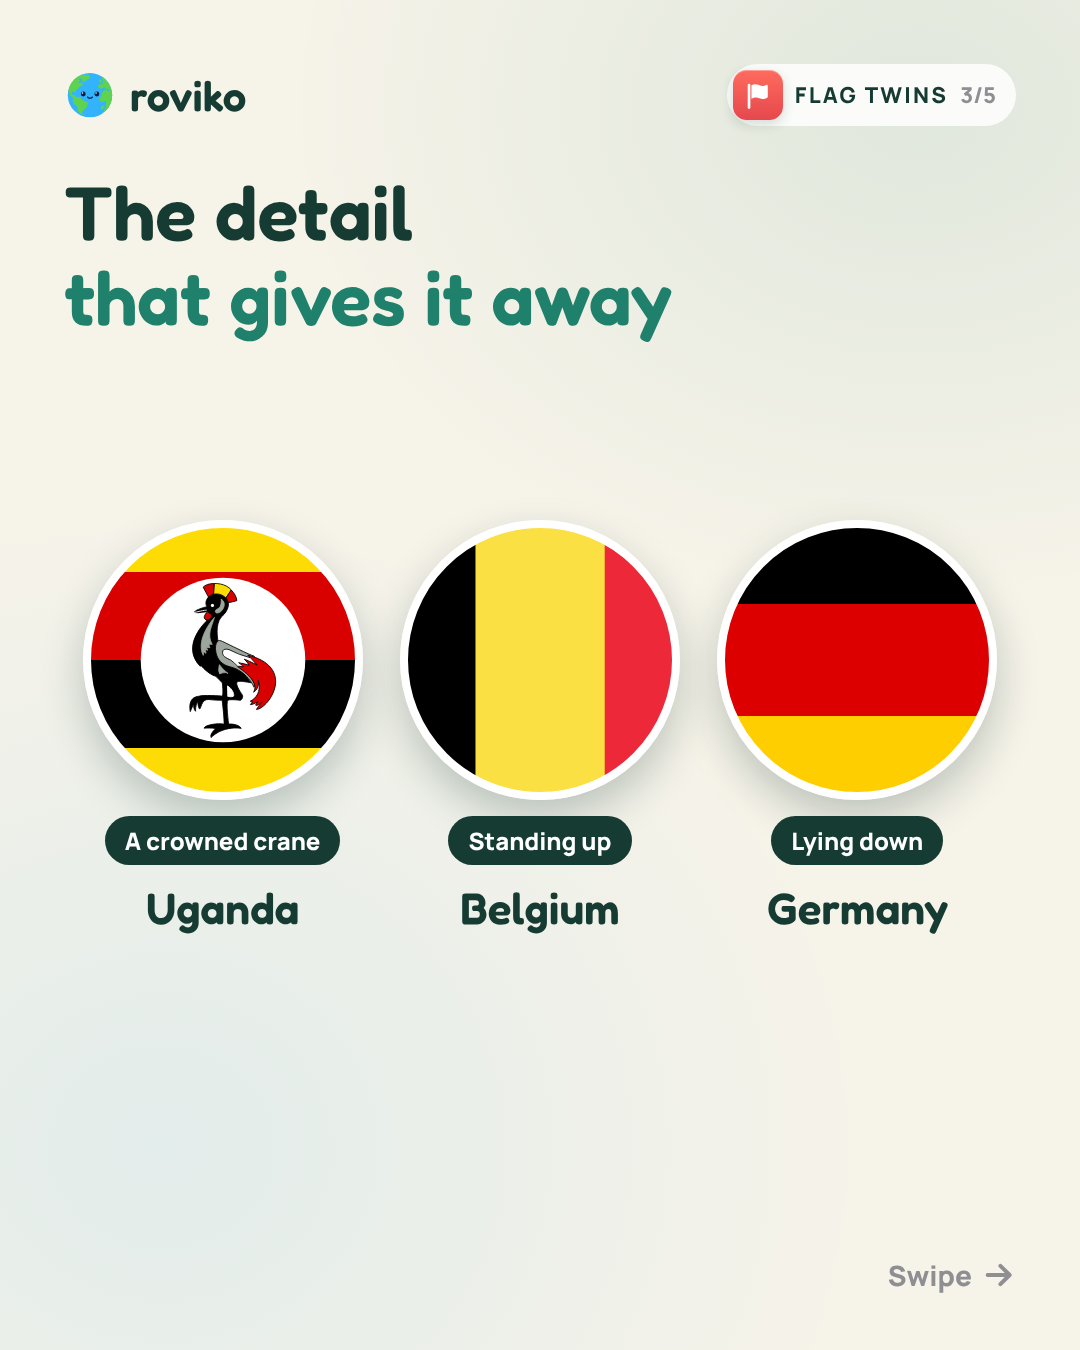 roviko
FLAG TWINS 3/5
The detail
that gives it away
A crowned crane
Standing up
Lying down
Uganda
Belgium
Germany
Swipe →